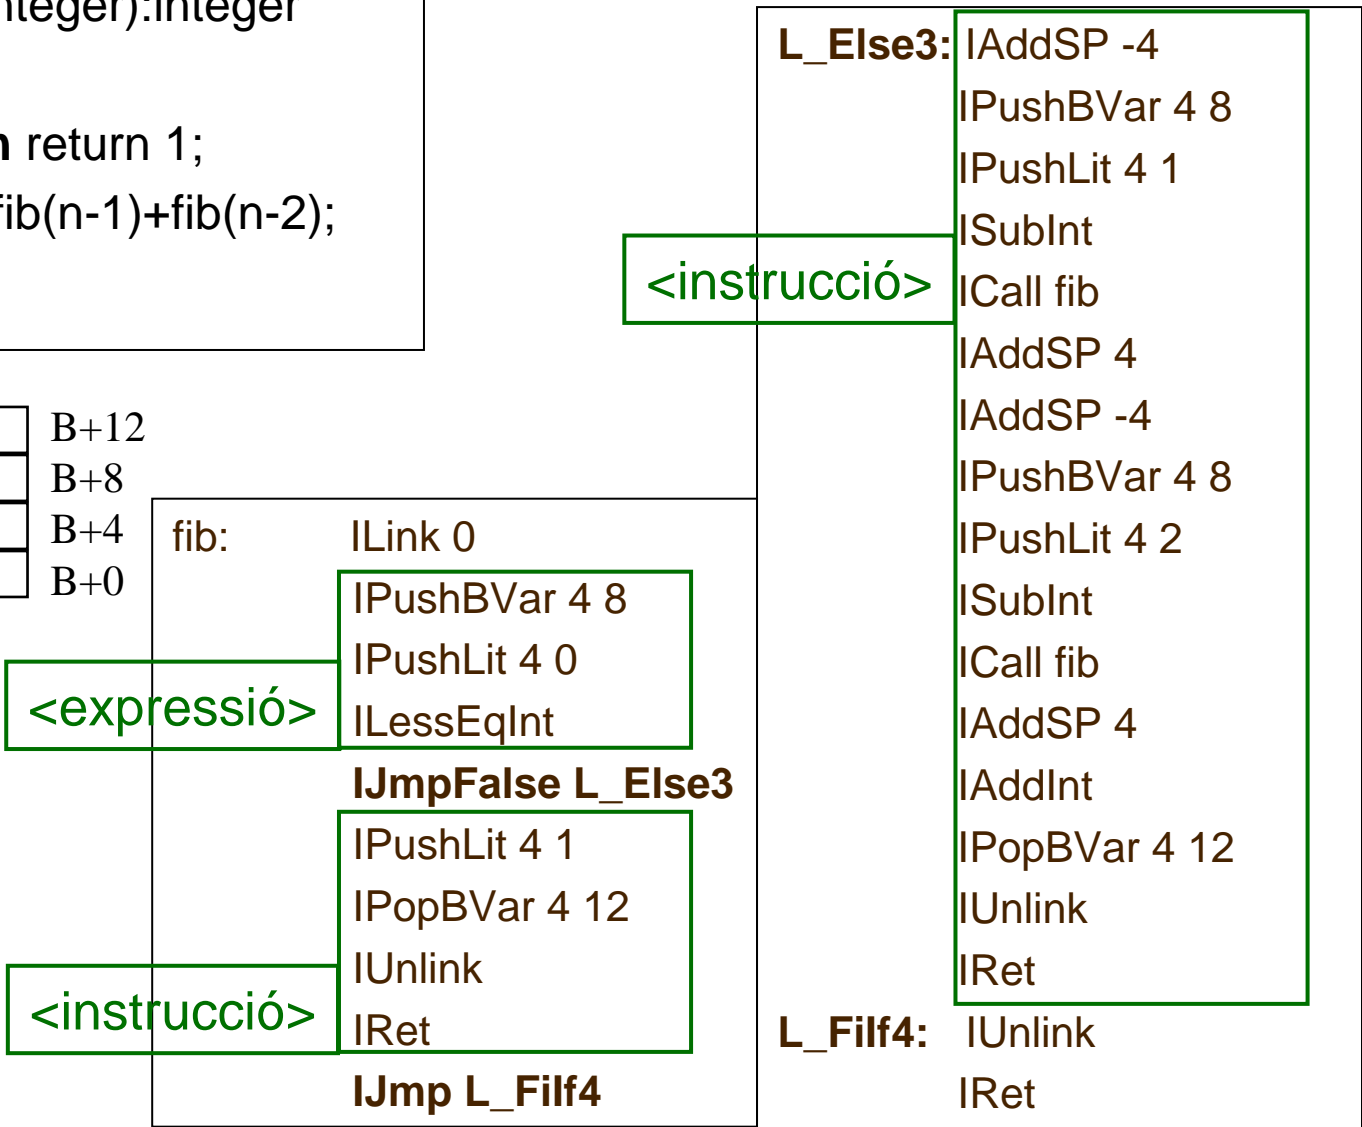 nteger):integer
return 1;
fib(n-1)+fib(n-2);
B+12
B+8
B+4
B+0
fib: ILink 0
IPushBVar 4 8
IPushLit 4 0
<expressió> ILessEqInt
IJmpFalse L_Else3
IPushLit 4 1
IPopBVar 4 12
IUnlink
<instrucció> IRet
IJmp L_FiIf4
L_Else3: IAddSP -4
IPushBVar 4 8
IPushLit 4 1
ISubInt
<instrucció> ICall fib
IAddSP 4
IAddSP -4
IPushBVar 4 8
IPushLit 4 2
ISubInt
ICall fib
IAddSP 4
IAddInt
IPopBVar 4 12
IUnlink
IRet
L_FiIf4: IUnlink
IRet